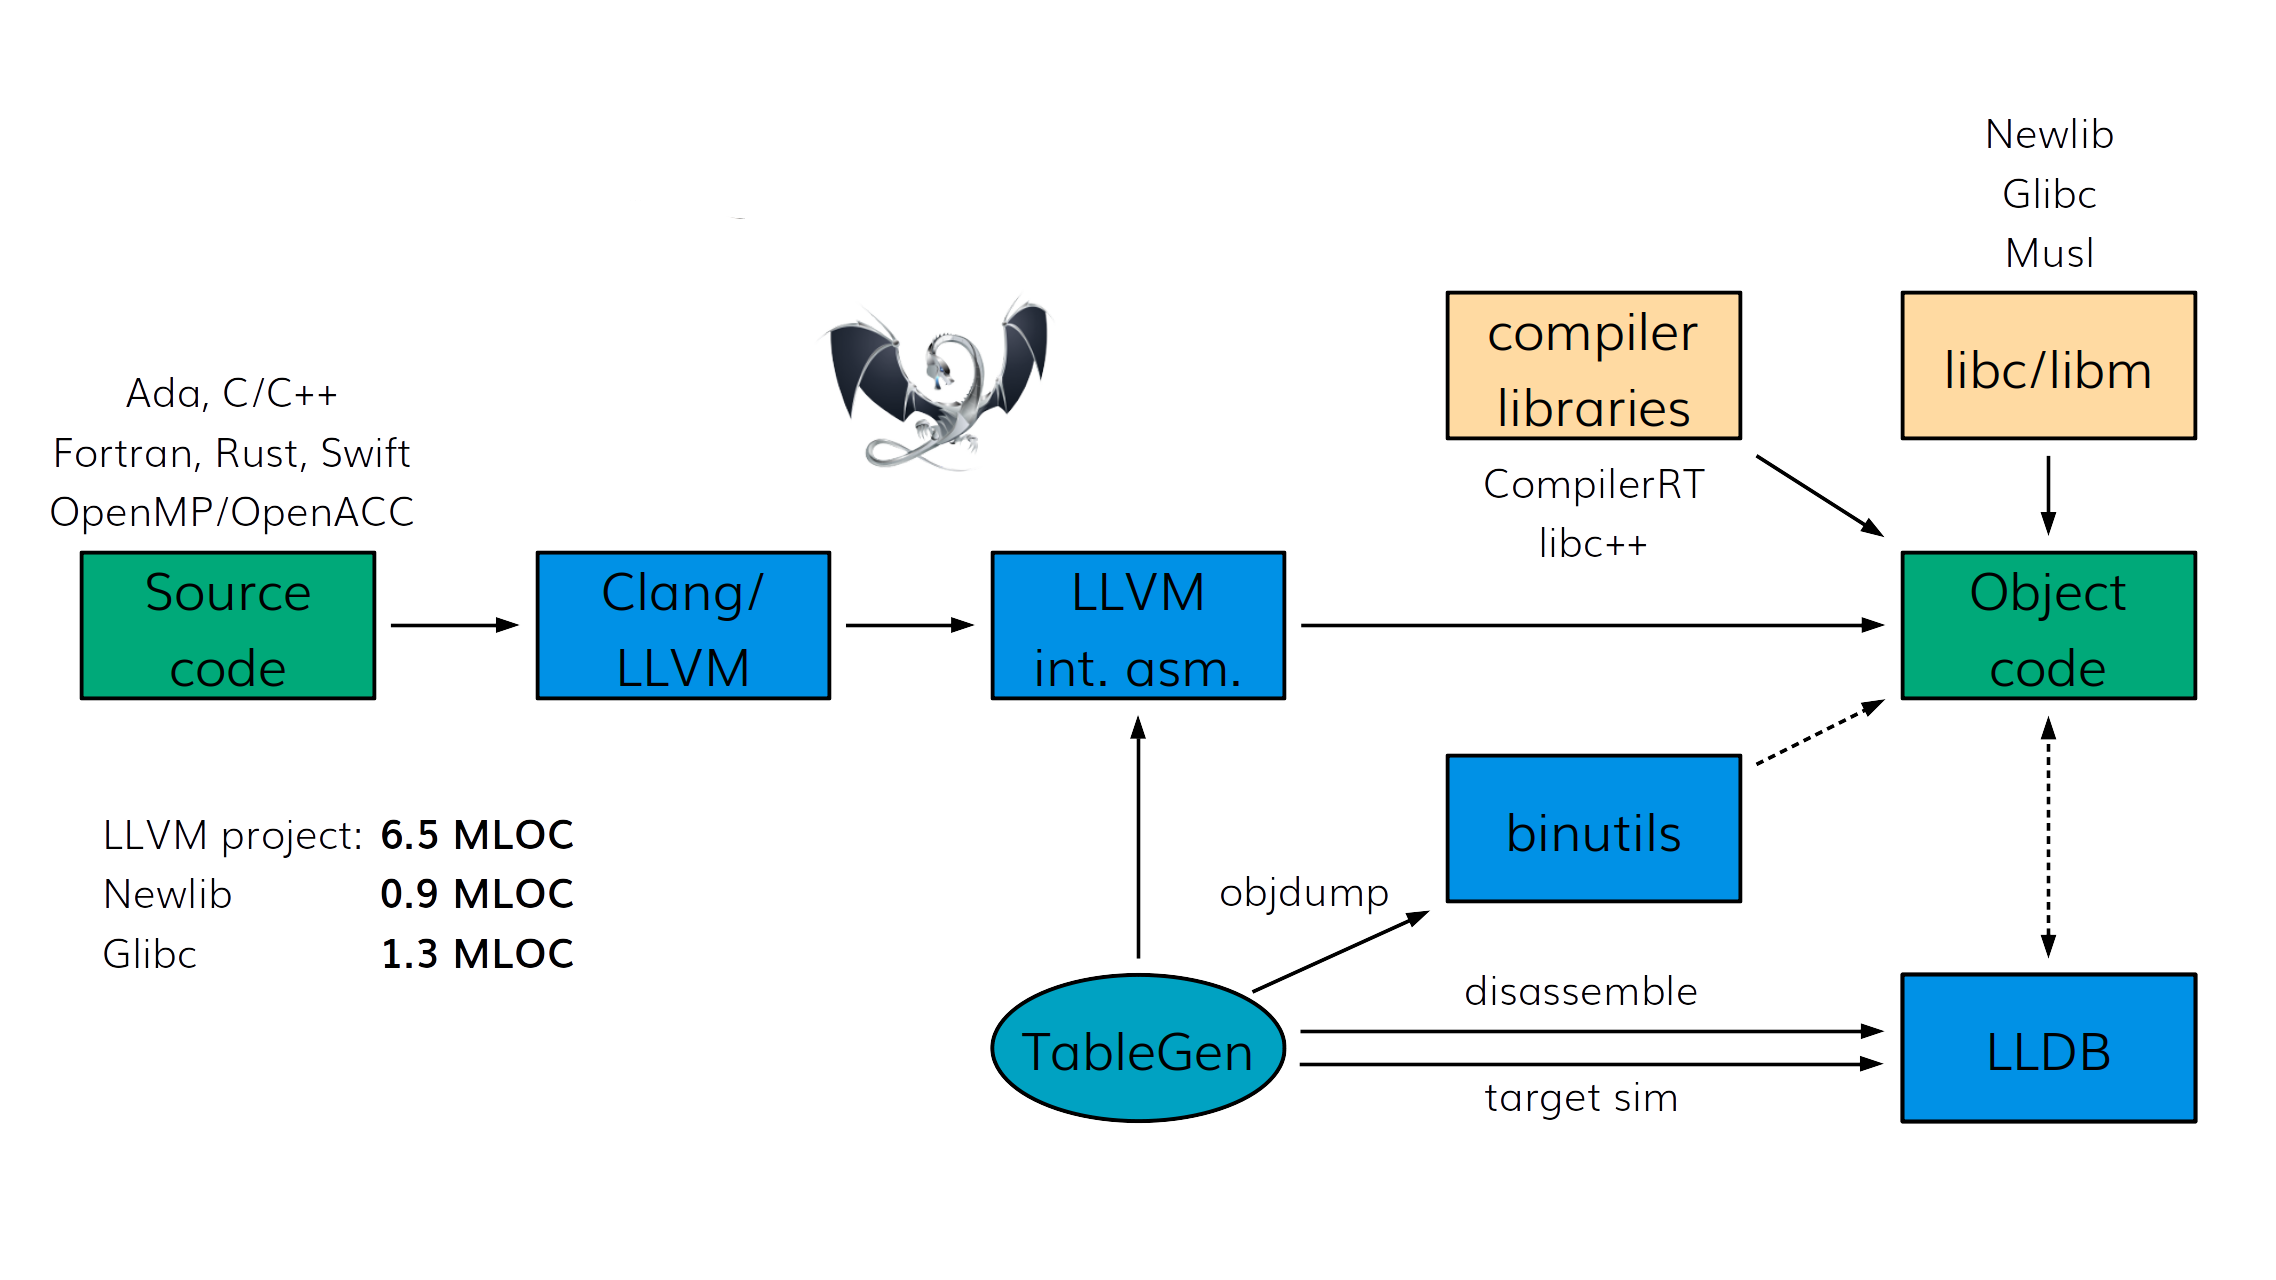 Newlib
Glibc
Musl
compiler
libraries
libc/libm
Ada, C/C++
Fortran, Rust, Swift
OpenMP/OpenACC
CompilerRT
libc++
Source
code
Clang/
LLVM
LLVM
int. asm.
Object
code
LLVM project: 6.5 MLOC
Newlib 0.9 MLOC
Glibc 1.3 MLOC
binutils
objdump
disassemble
TableGen
target sim
LLDB